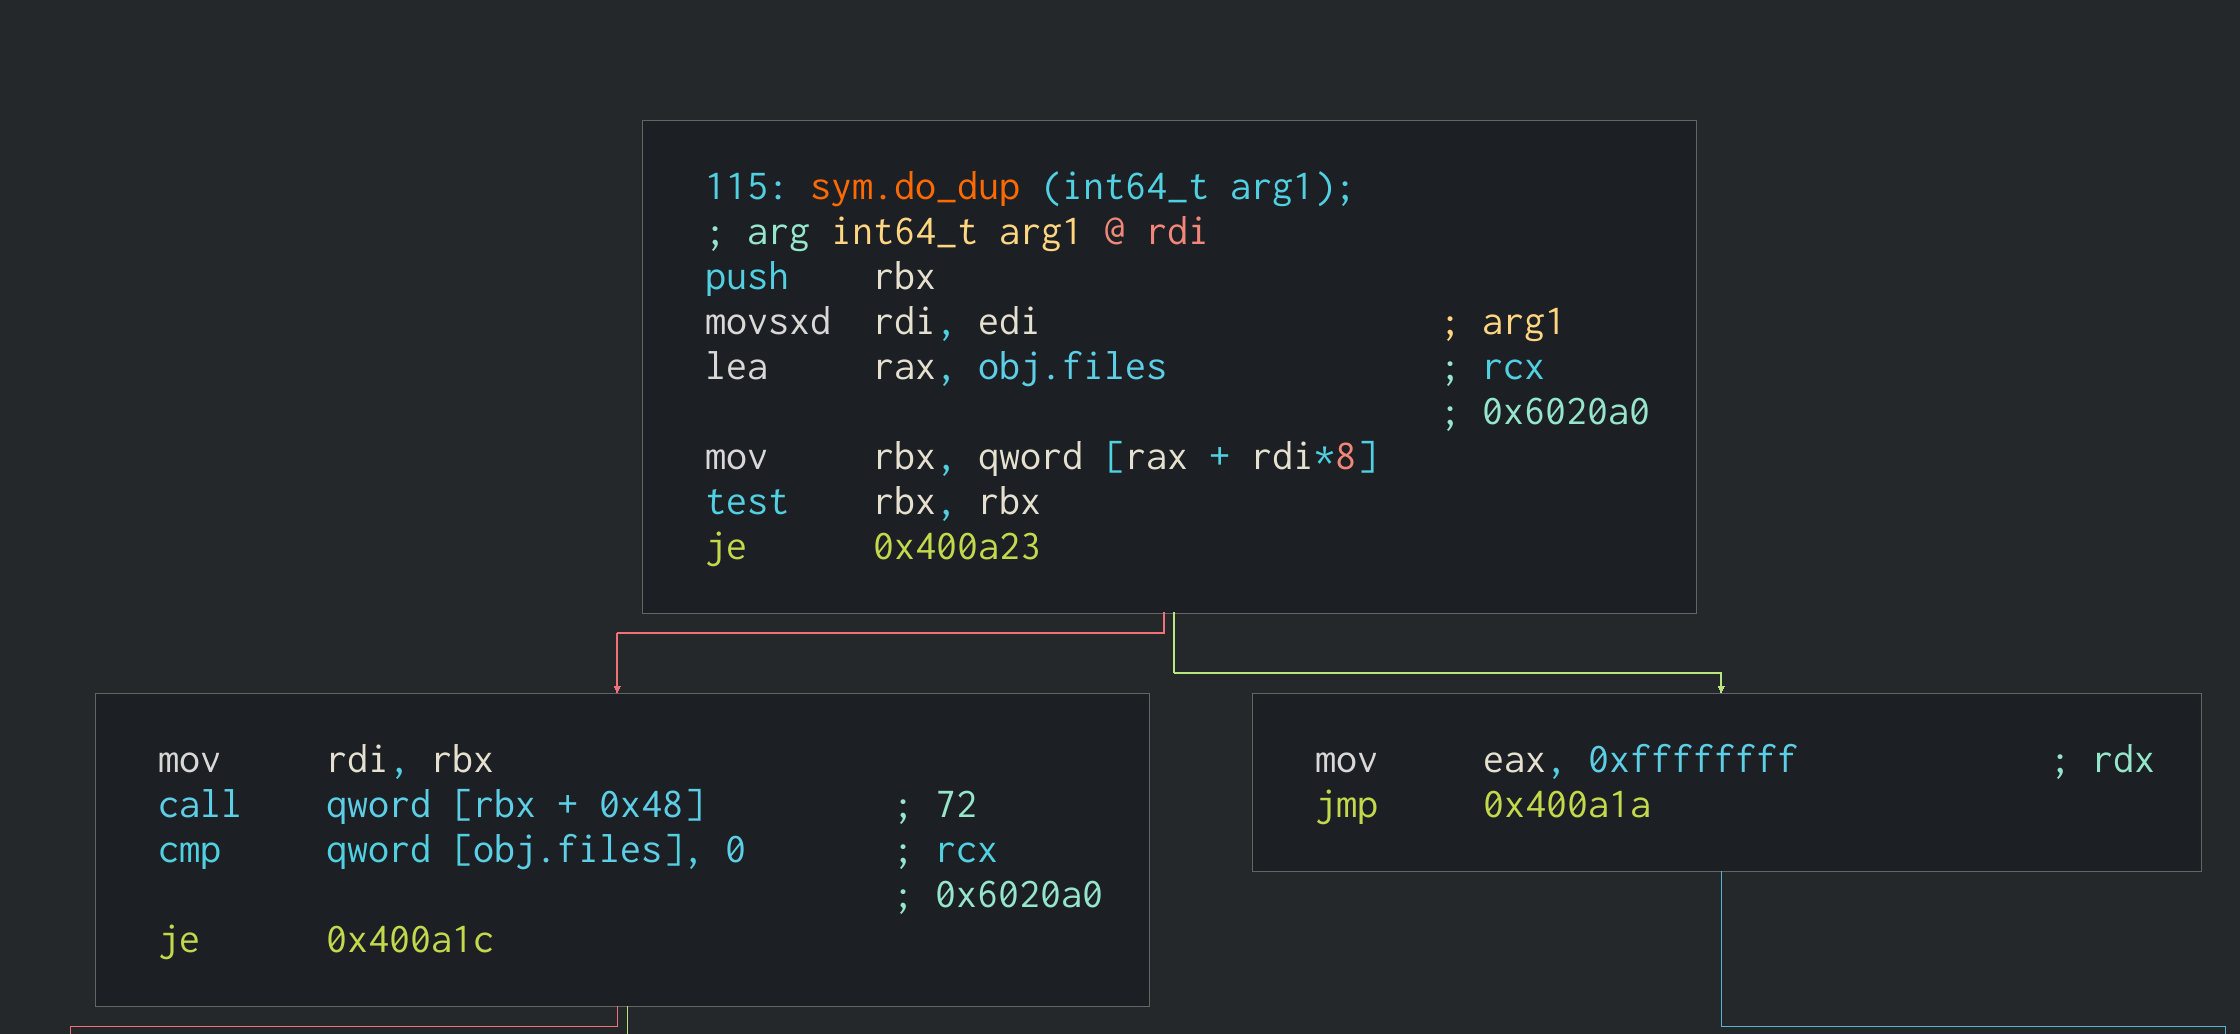 115: sym.do_dup (int64_t arg1);
; arg int64_t arg1 @ rdi
push rbx
movsxd rdi, edi ; arg1
lea rax, obj.files ; rcx
; 0x6020a0
mov rbx, qword [rax + rdi*8]
test rbx, rbx
je 0x400a23
mov rdi, rbx
call qword [rbx + 0x48] ; 72
cmp qword [obj.files], 0 ; rcx
; 0x6020a0
je 0x400a1c
mov eax, 0xffffffff ; rdx
jmp 0x400a1a